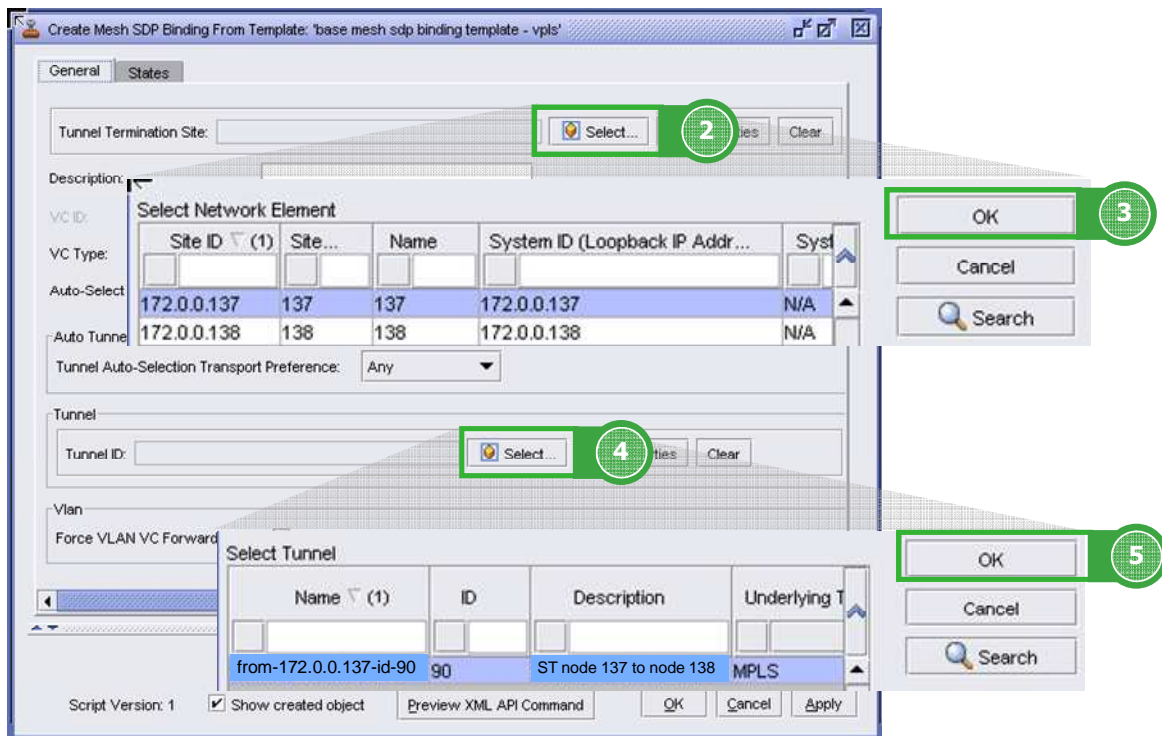 Create Mesh SDP Binding From Template: 'base mesh sdp binding template - vpls'
General States
Tunnel Termination Site: Select... 2 ties Clear
Description:
Select Network Element
VC ID:
Site ID (1) Site... Name System ID (Loopback IP Addr... Syst
OK 3
VC Type:
Cancel
Auto-Select
172.0.0.137 137 137 172.0.0.137 N/A
172.0.0.138 138 138 172.0.0.138 N/A
Search
Auto Tunne
Tunnel Auto-Selection Transport Preference: Any
Tunnel
Tunnel ID: Select... 4 ties Clear
Vlan
Force VLAN VC Forward
Select Tunnel
OK 5
Name (1) ID Description Underlying T
Cancel
from-172.0.0.137-id-90 90 ST node 137 to node 138 MPLS
Search
Script Version: 1 Show created object Preview XML API Command OK Cancel Apply